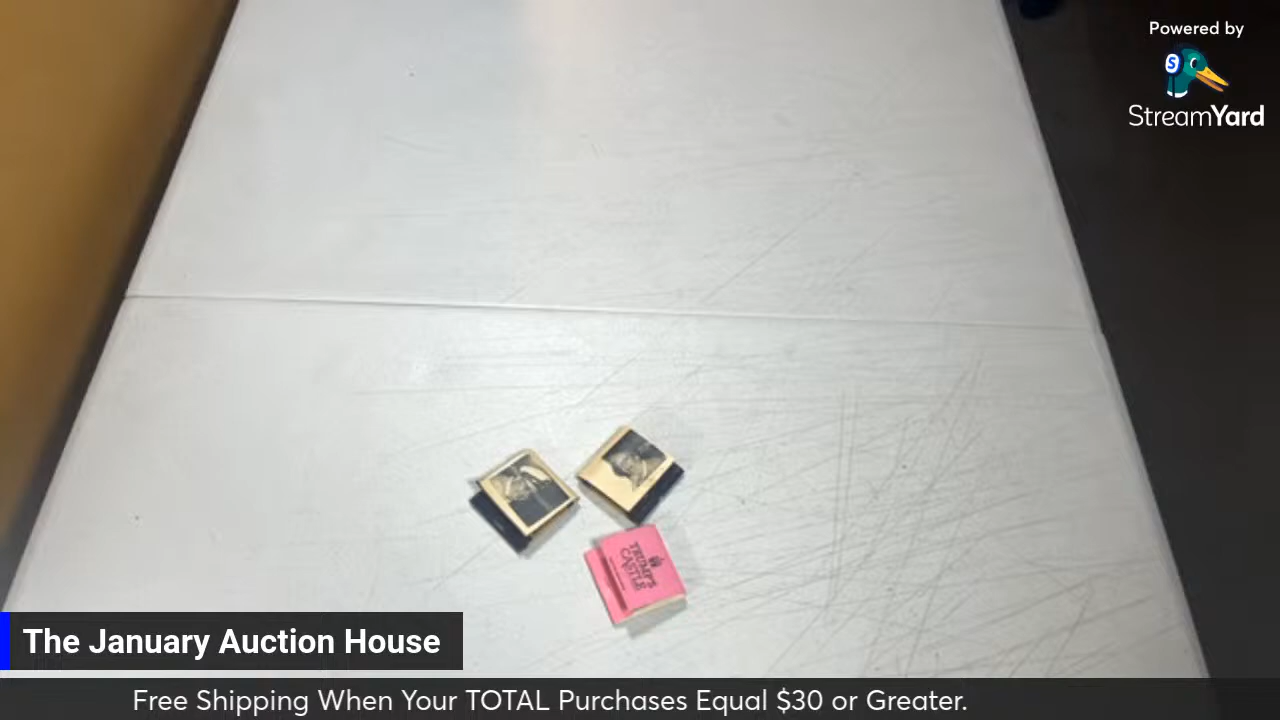 Powered by
StreamYard
TRUMP'S
CASTLE
The January Auction House
Free Shipping When Your TOTAL Purchases Equal $30 or Greater.